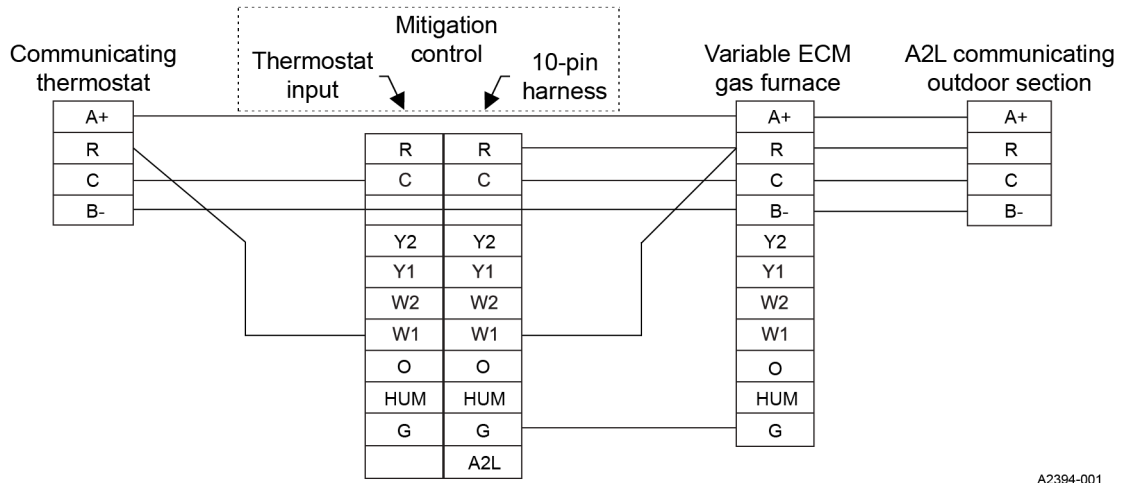 Mitigation
control
Communicating
thermostat
Thermostat
input
10-pin
harness
Variable ECM
gas furnace
A2L communicating
outdoor section
A+
R
C
B-
R
C
Y2
Y1
W2
W1
O
HUM
G
R
C
Y2
Y1
W2
W1
O
HUM
G
A2L
A+
R
C
B-
Y2
Y1
W2
W1
O
HUM
G
A+
R
C
B-
A2394-001